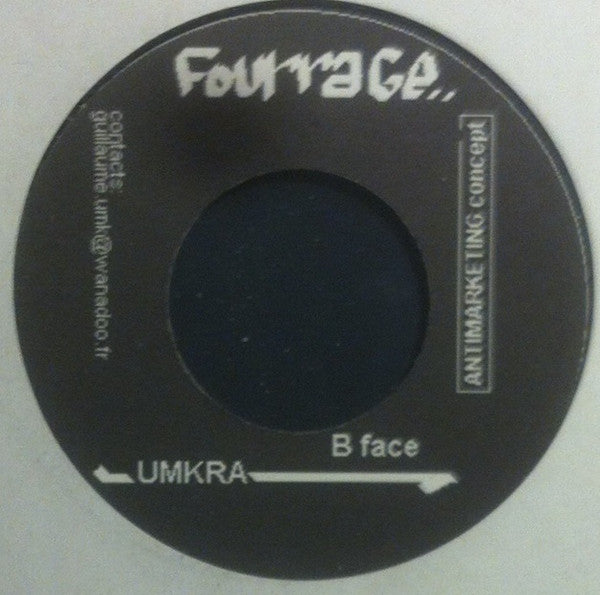 Fourrage..
contacts:
guillaume.umk@wanadoo.fr
ANTIMARKETING concept
B face
UMKRA